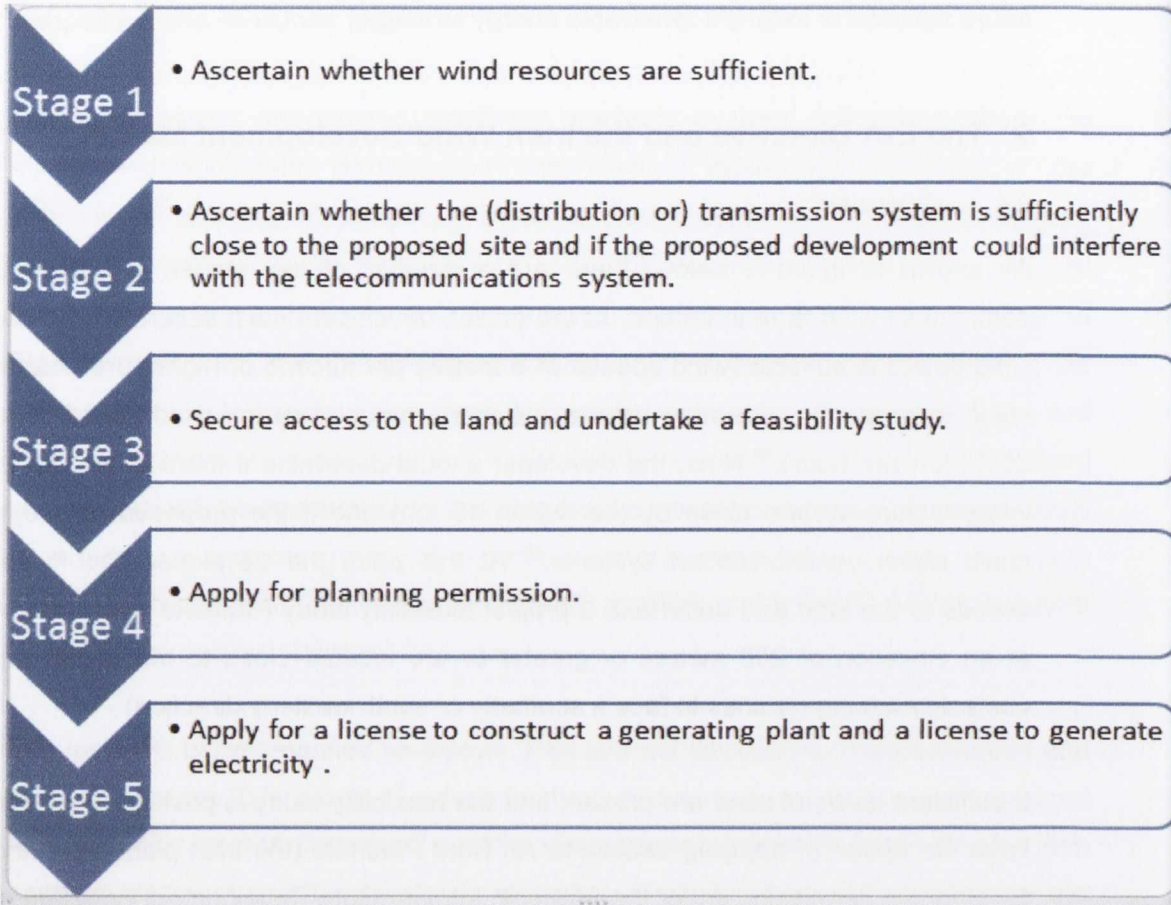 Stage 1
• Ascertain whether wind resources are sufficient.
Stage 2
• Ascertain whether the (distribution or) transmission system is sufficiently
close to the proposed site and if the proposed development could interfere
with the telecommunications system.
Stage 3
• Secure access to the land and undertake a feasibility study.
Stage 4
• Apply for planning permission.
Stage 5
• Apply for a license to construct a generating plant and a license to generate
electricity .